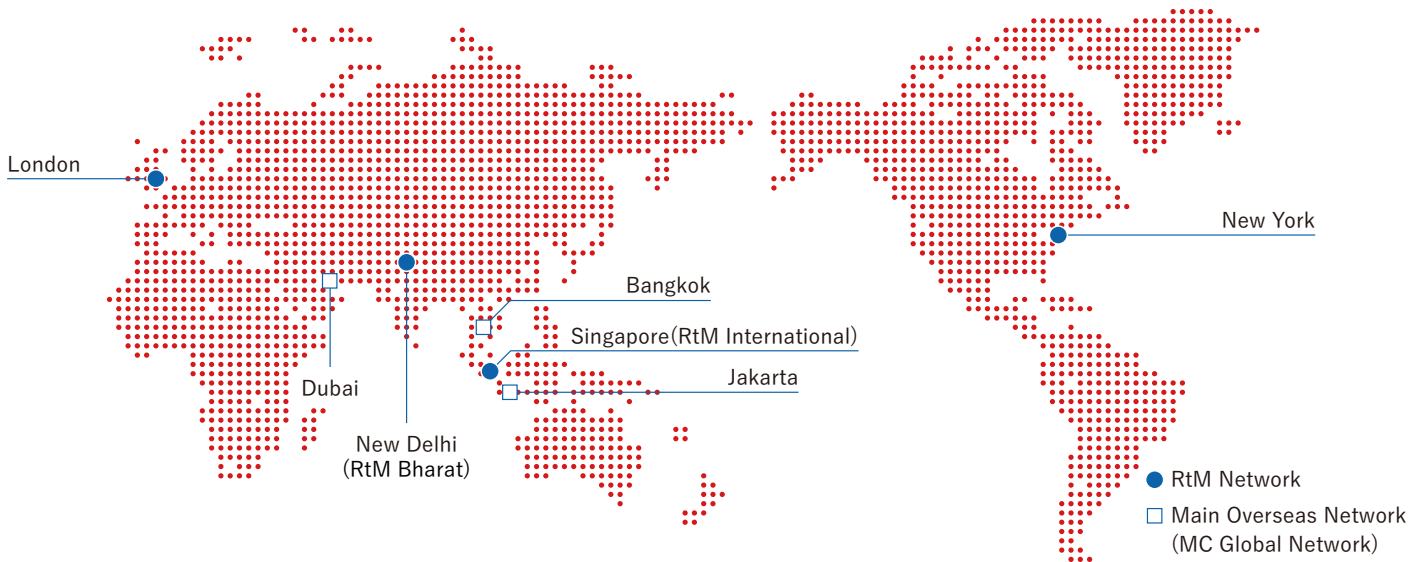 London
New York
Bangkok
Singapore(RtM International)
Jakarta
Dubai
New Delhi
(RtM Bharat)
RtM Network
Main Overseas Network
(MC Global Network)